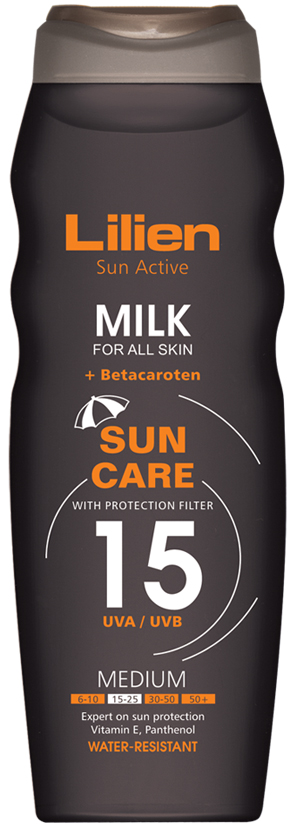 Lilien
Sun Active
MILK
FOR ALL SKIN
+ Betacaroten
SUN
CARE
WITH PROTECTION FILTER
15
UVA / UVB
MEDIUM
6-10 15-25 30-50 50+
Expert on sun protection
Vitamin E, Panthenol
WATER-RESISTANT